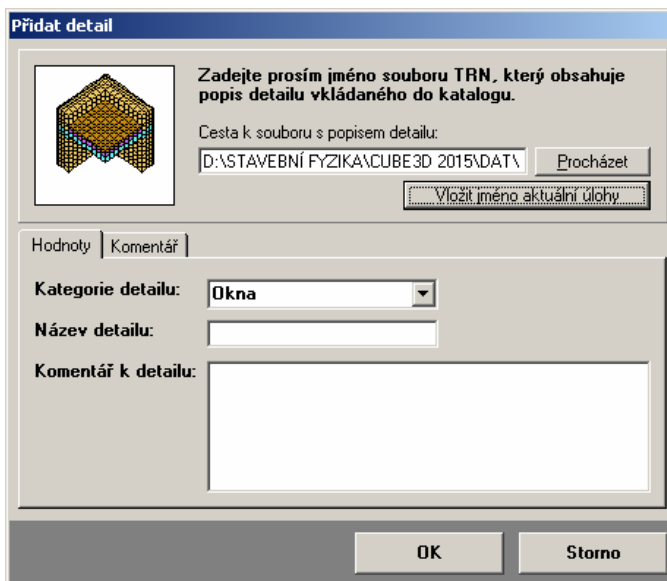 Přidat detail
Zadejte prosím jméno souboru TRN, který obsahuje
popis detailu vkládaného do katalogu.
Cesta k souboru s popisem detailu:
D:\STAVEBNÍ FYZIKA\CUBE3D 2015\DAT\
Procházet
Vložit jméno aktuální úlohy
Hodnoty
Komentář
Kategorie detailu:
Okna
Název detailu:
Komentář k detailu:
OK
Storno